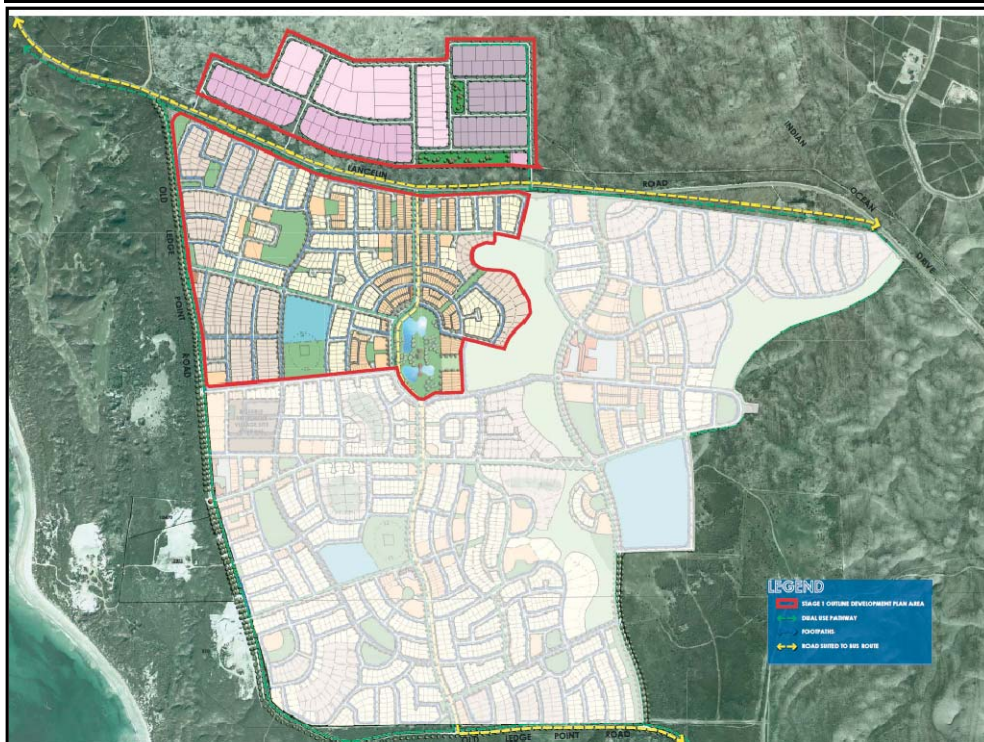 LANCELIN
ROAD
INDIAN
OCEAN
DRIVE
OLD
LEDGE
POINT
ROAD
LEGEND
STAGE 1 OUTLINE DEVELOPMENT PLAN AREA
DUAL USE PATHWAY
FOOTPATHS
ROAD SUITED TO BUS ROUTE
OLD LEDGE POINT ROAD